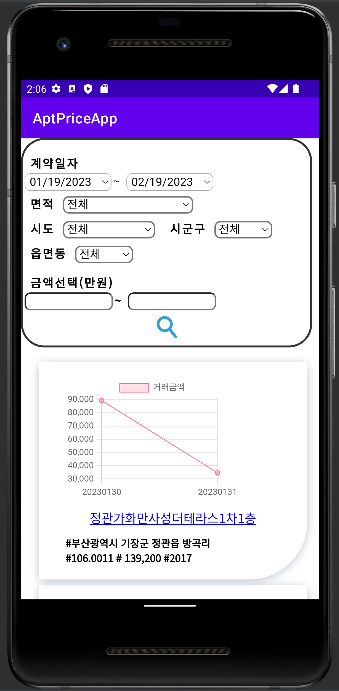 2:06
AptPriceApp
계약일자
01/19/2023 ~ 02/19/2023
면적 전체
시도 전체 시군구 전체
읍면동 전체
금액선택(만원)
~
거래금액
90,000
80,000
70,000
60,000
50,000
40,000
30,000
20230130 20230131
정관가화만사성더테라스1차1층
#부산광역시 기장군 정관읍 방곡리
#106.0011 # 139,200 #2017